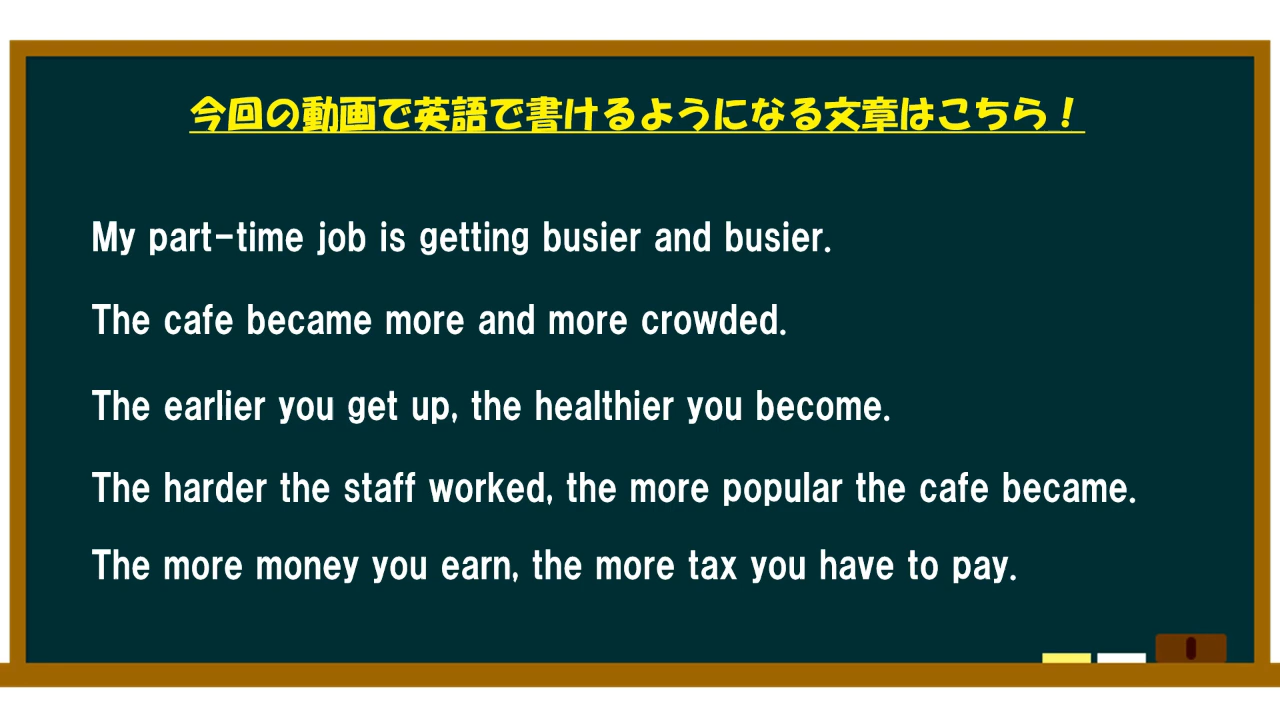 今回の動画で英語で書けるようになる文章はこちら！
My part-time job is getting busier and busier.
The cafe became more and more crowded.
The earlier you get up, the healthier you become.
The harder the staff worked, the more popular the cafe became.
The more money you earn, the more tax you have to pay.